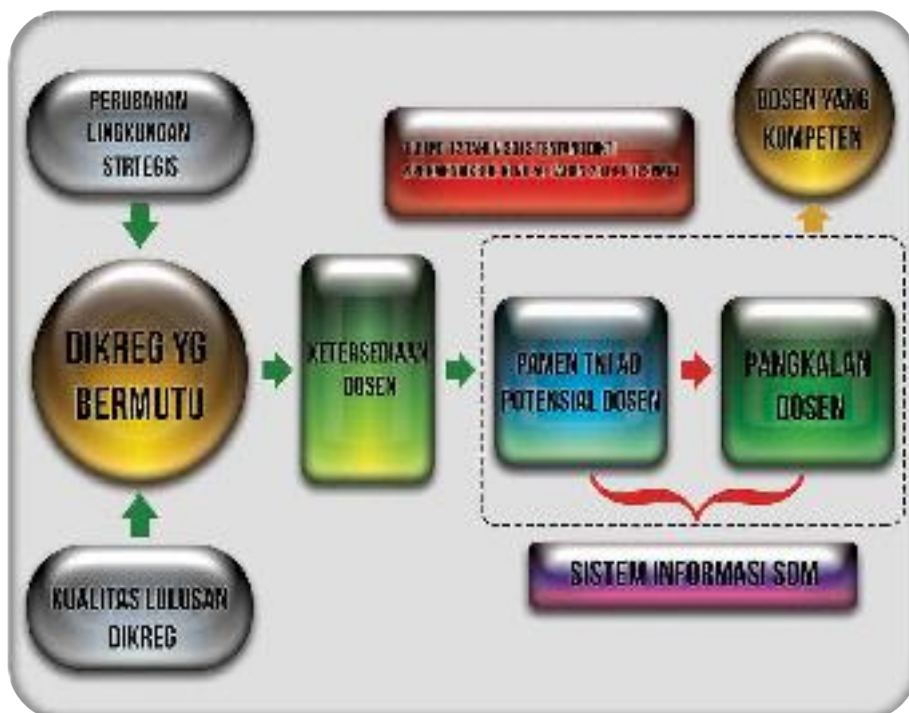 PERUBAHAN
LINGKUNGAN
STRTEGIS
DOSEN YANG
KOMPETEN
DIKREG YG
BERMUTU
KETERSEDIAAN
DOSEN
PAMEN TNI AD
POTENSIAL DOSEN
PANGKALAN
DOSEN
SISTEM INFORMASI SDM
KUALITAS LULUSAN
DIKREG